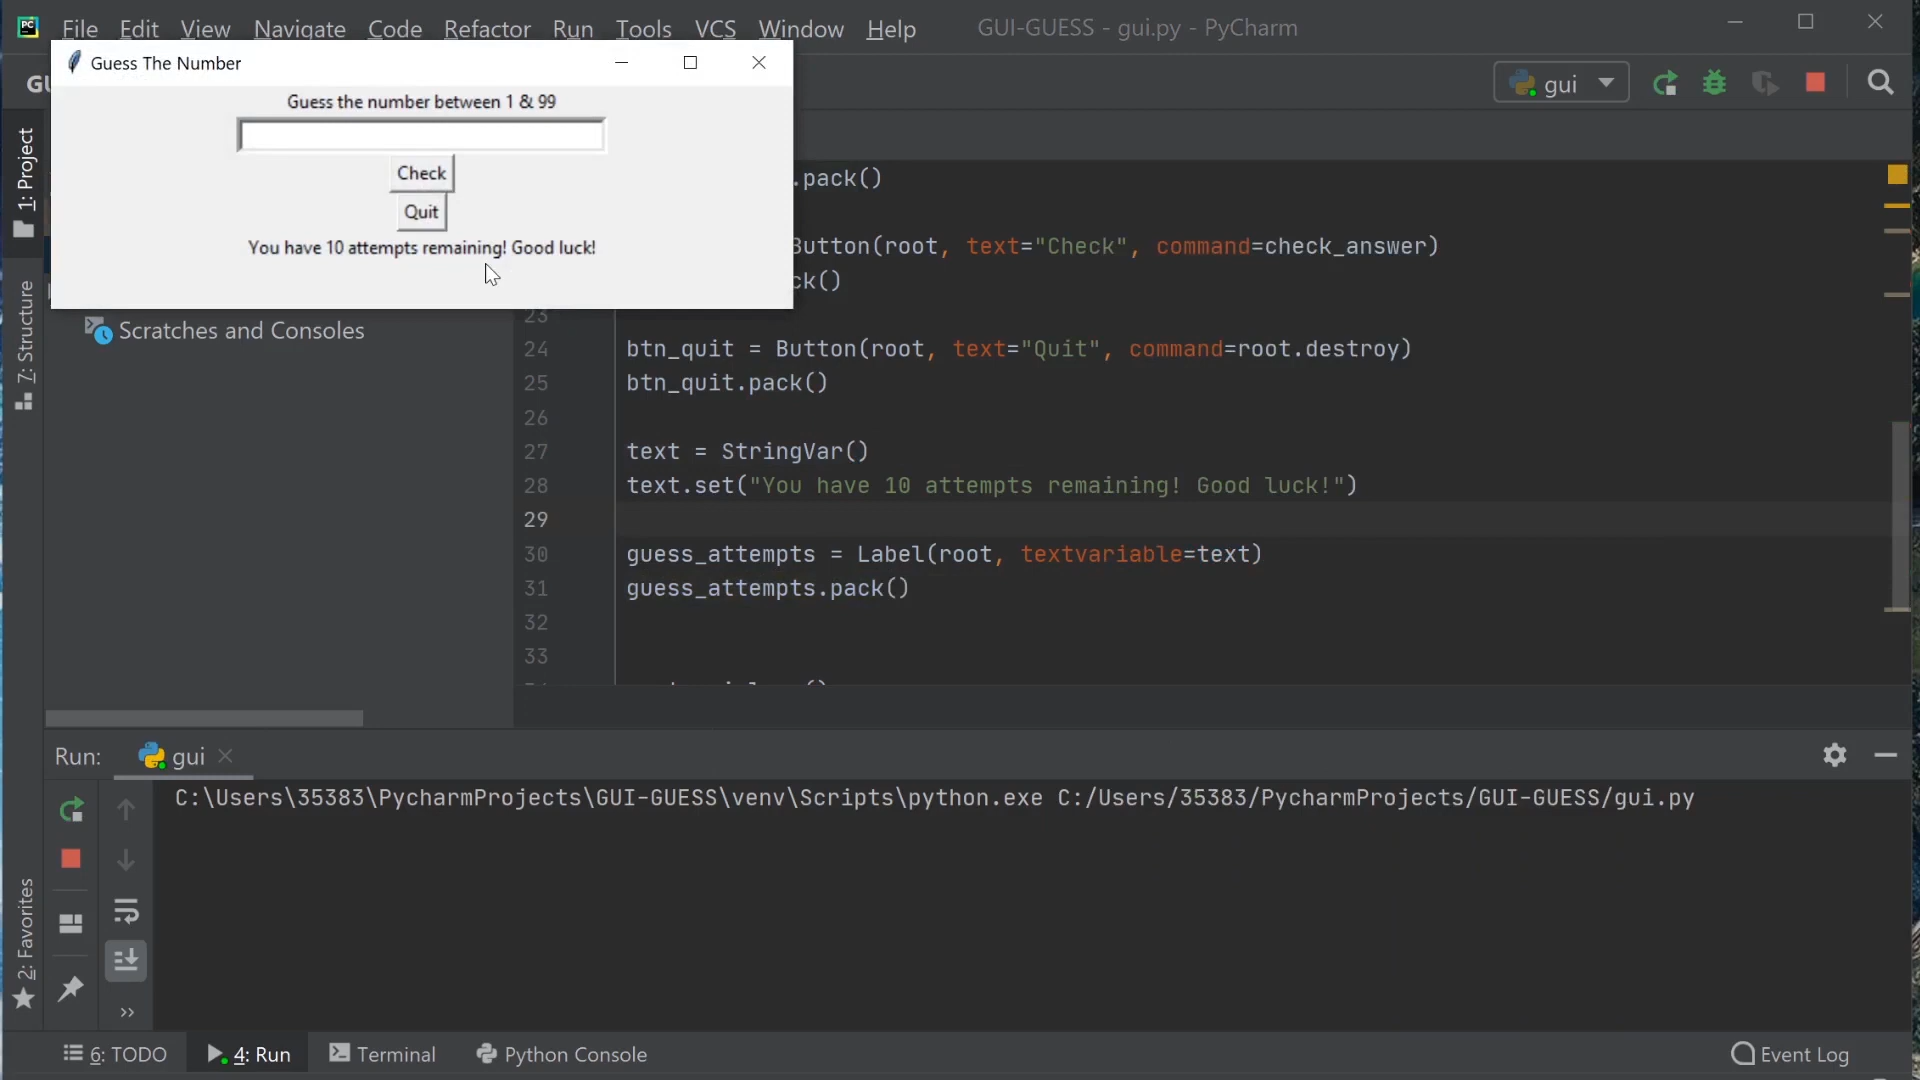 PC File Edit View Navigate Code Refactor Run Tools VCS Window Help GUI-GUESS - gui.py - PyCharm
Guess The Number
gui
Guess the number between 1 & 99
Check
Quit
You have 10 attempts remaining! Good luck!
1: Project
7: Structure
2: Favorites
Scratches and Consoles
.pack()
Button(root, text="Check", command=check_answer)
ck()
23
24 btn_quit = Button(root, text="Quit", command=root.destroy)
25 btn_quit.pack()
26
27 text = StringVar()
28 text.set("You have 10 attempts remaining! Good luck!")
29
30 guess_attempts = Label(root, textvariable=text)
31 guess_attempts.pack()
32
33
Run: gui
C:\Users\35383\PycharmProjects\GUI-GUESS\venv\Scripts\python.exe C:/Users/35383/PycharmProjects/GUI-GUESS/gui.py
6: TODO 4: Run Terminal Python Console Event Log